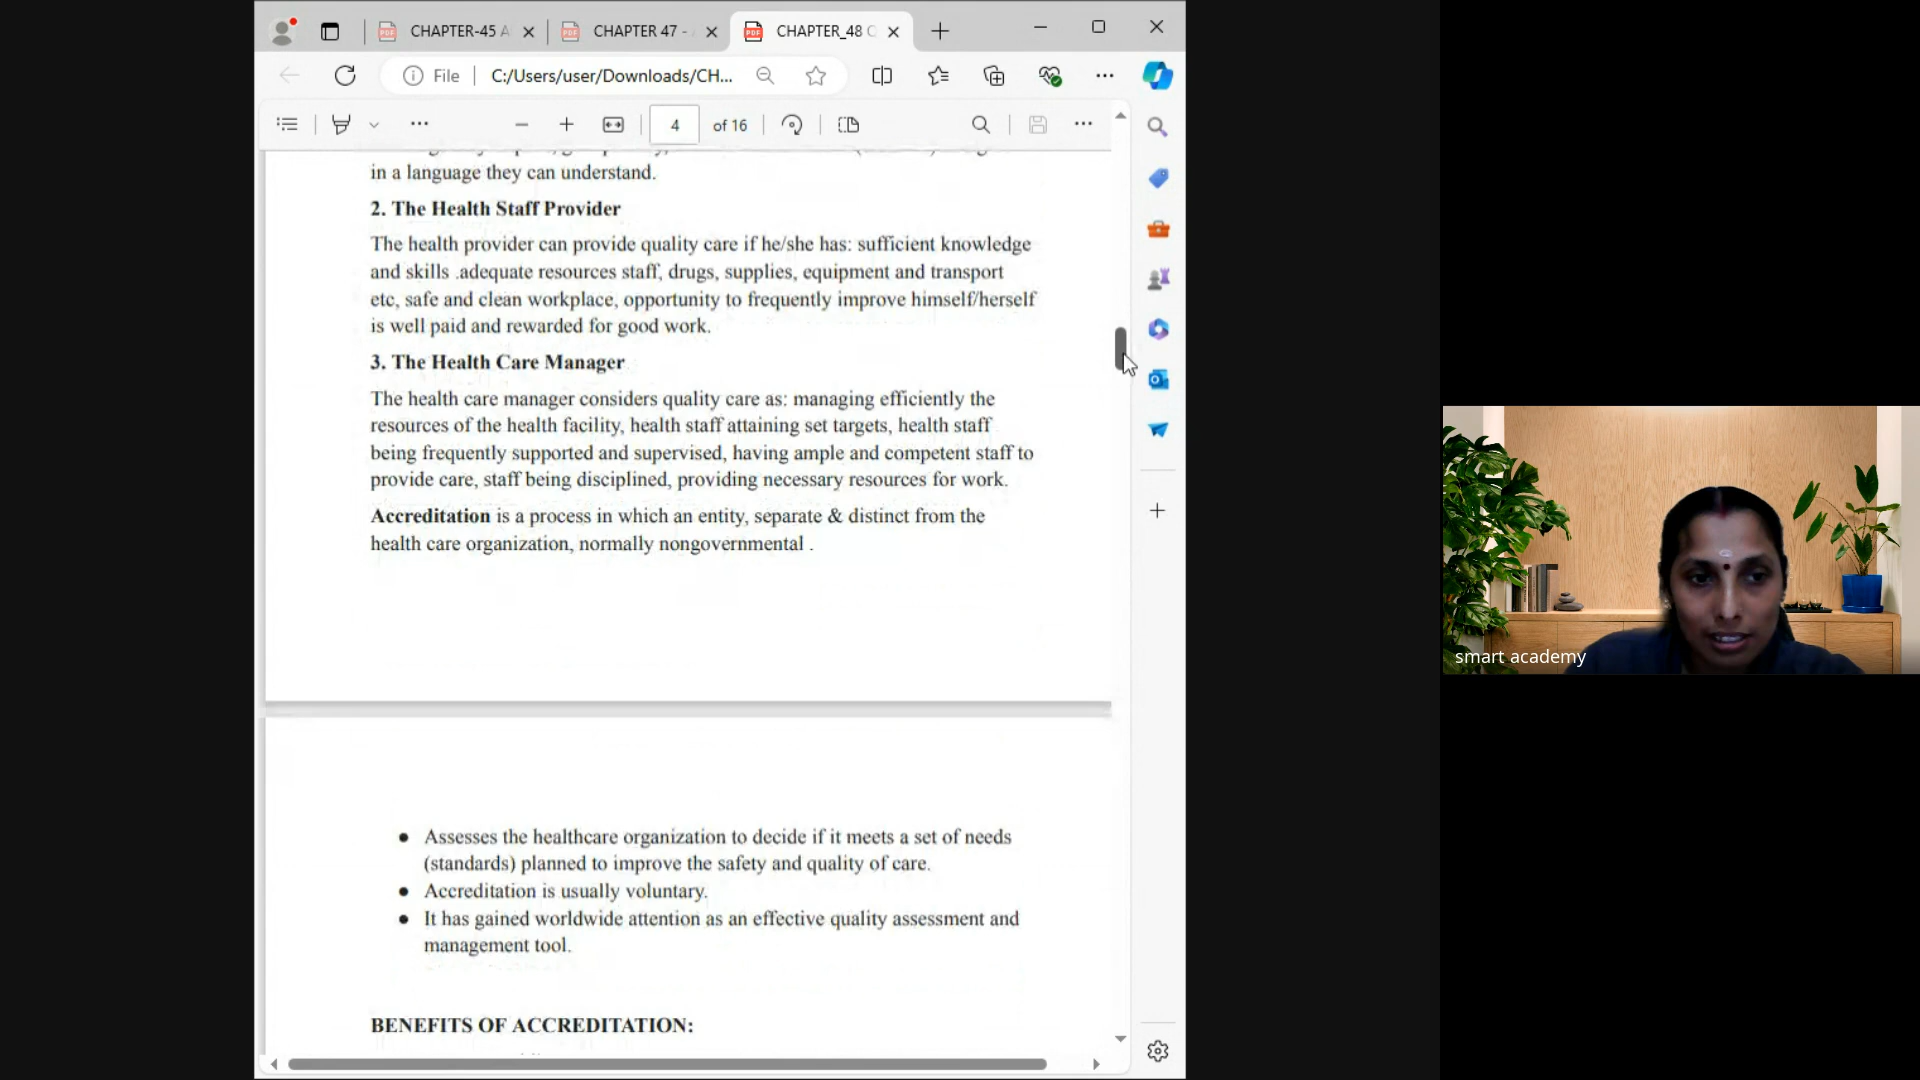 CHAPTER-45 A
CHAPTER 47 -
CHAPTER_48 C
File
C:/Users/user/Downloads/CH...
4
of 16
in a language they can understand.
2. The Health Staff Provider
The health provider can provide quality care if he/she has: sufficient knowledge
and skills .adequate resources staff, drugs, supplies, equipment and transport
etc, safe and clean workplace, opportunity to frequently improve himself/herself
is well paid and rewarded for good work.
3. The Health Care Manager
The health care manager considers quality care as: managing efficiently the
resources of the health facility, health staff attaining set targets, health staff
being frequently supported and supervised, having ample and competent staff to
provide care, staff being disciplined, providing necessary resources for work.
Accreditation is a process in which an entity, separate & distinct from the
health care organization, normally nongovernmental .
● Assesses the healthcare organization to decide if it meets a set of needs
(standards) planned to improve the safety and quality of care.
● Accreditation is usually voluntary.
● It has gained worldwide attention as an effective quality assessment and
management tool.
BENEFITS OF ACCREDITATION:
smart academy